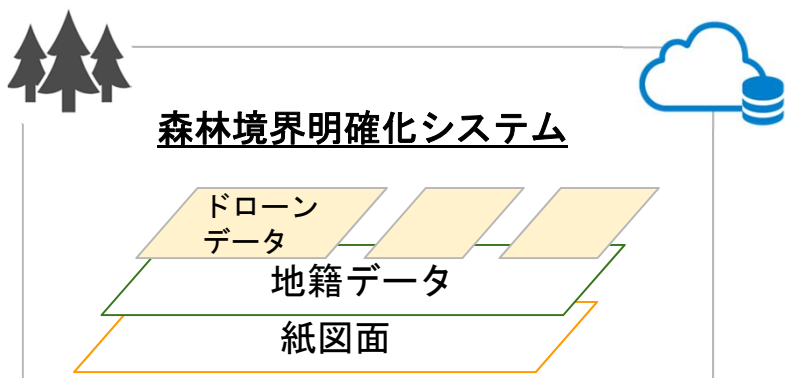 森林境界明確化システム
ドローン
データ
地籍データ
紙図面